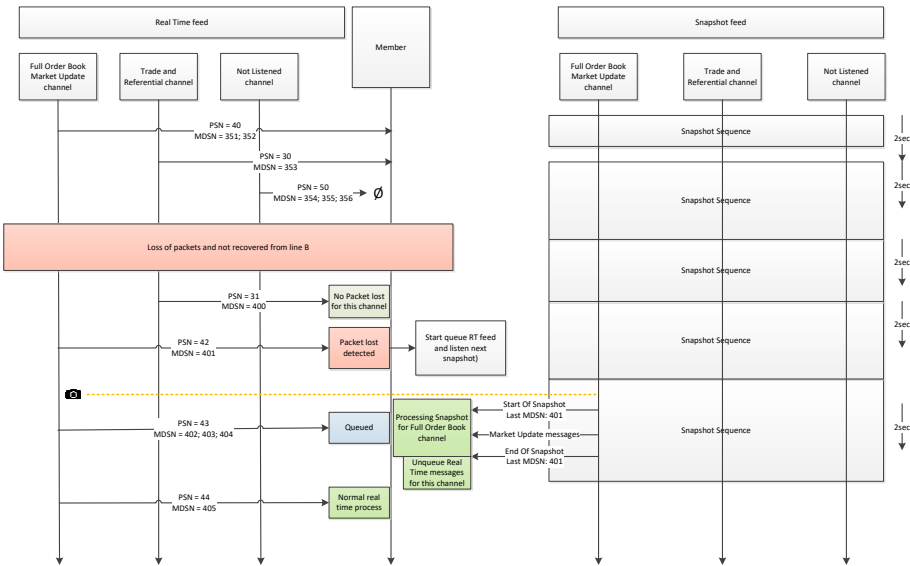 Real Time feed
Snapshot feed
Member
Full Order Book
Market Update
channel
Trade and
Referential channel
Not Listened
channel
Full Order Book
Market Update
channel
Trade and
Referential channel
Not Listened
channel
PSN = 40
MDSN = 351; 352
Snapshot Sequence
2sec
PSN = 30
MDSN = 353
PSN = 50
MDSN = 354; 355; 356
Ø
Snapshot Sequence
2sec
Loss of packets and not recovered from line B
Snapshot Sequence
2sec
PSN = 31
MDSN = 400
No Packet lost
for this channel
PSN = 42
MDSN = 401
Packet lost
detected
Start queue RT feed
and listen next
snapshot)
Snapshot Sequence
2sec
Start Of Snapshot
Last MDSN: 401
PSN = 43
MDSN = 402; 403; 404
Queued
Processing Snapshot
for Full Order Book
channel
Market Update messages
Snapshot Sequence
2sec
End Of Snapshot
Last MDSN: 401
Unqueue Real
Time messages
for this channel
PSN = 44
MDSN = 405
Normal real
time process